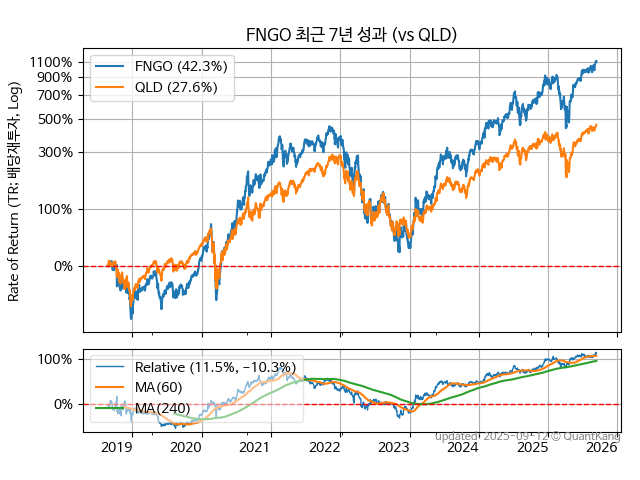 FNGO 최근 7년 성과 (vs QLD)
Rate of Return (TR; 배당재투자, Log)
1100%
900%
700%
500%
300%
100%
0%
FNGO (42.3%)
QLD (27.6%)
100%
0%
Relative (11.5%, −10.3%)
MA(60)
MA(240)
2019 2020 2021 2022 2023 2024 2025 2026
updated: 2025-09-12 © QuantKang